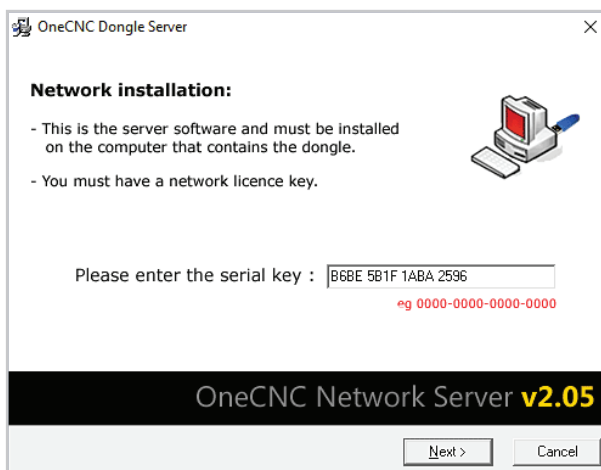 OneCNC Dongle Server
Network installation:
- This is the server software and must be installed
on the computer that contains the dongle.
- You must have a network licence key.
Please enter the serial key : B6BE 5B1F 1ABA 2596
eg 0000-0000-0000-0000
OneCNC Network Server v2.05
Next >
Cancel